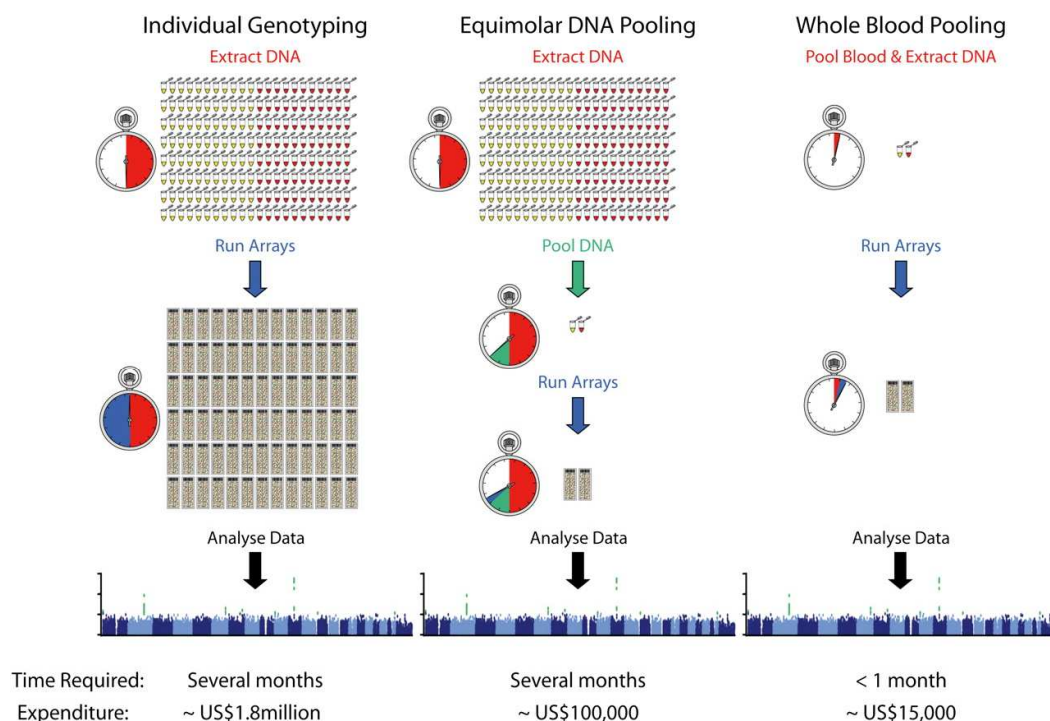 Individual Genotyping
Equimolar DNA Pooling
Whole Blood Pooling
Extract DNA
Extract DNA
Pool Blood & Extract DNA
Run Arrays
Pool DNA
Run Arrays
Run Arrays
Analyse Data
Analyse Data
Analyse Data
Time Required: Several months Several months < 1 month
Expenditure: ~ US$1.8million ~ US$100,000 ~ US$15,000